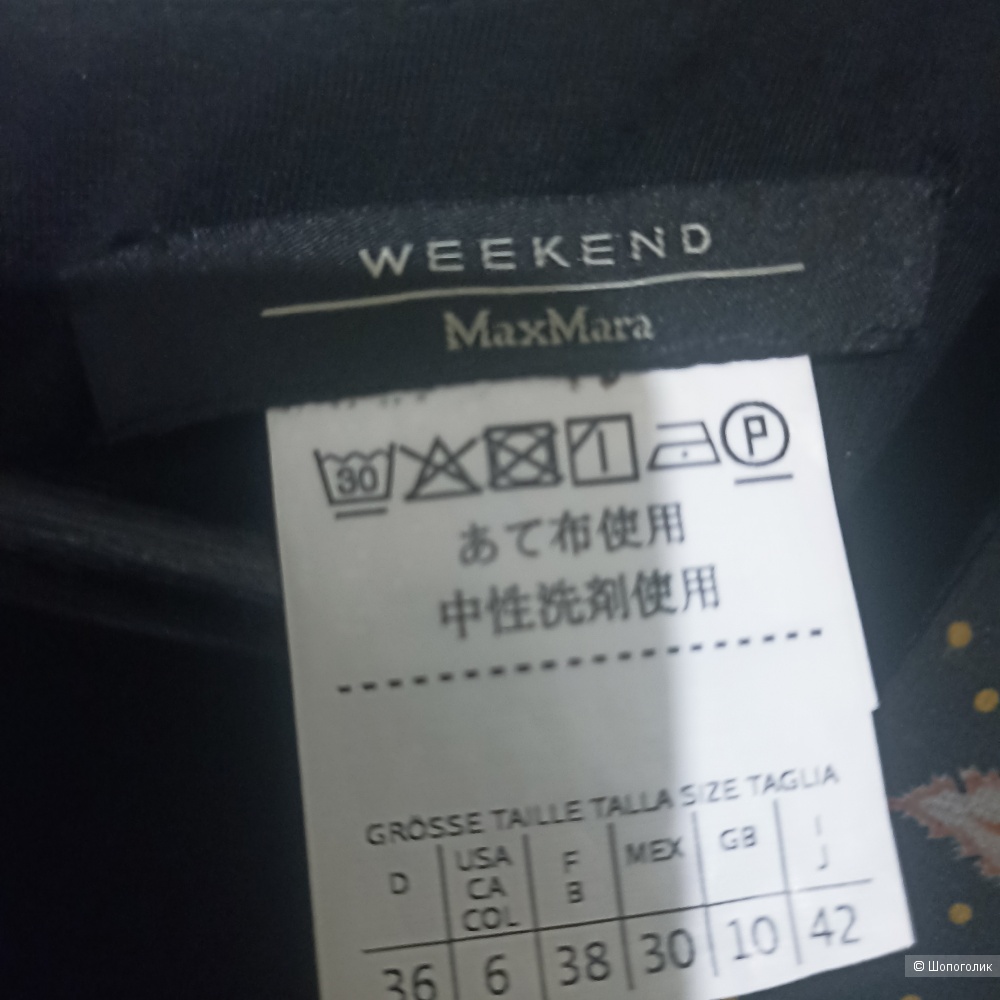 WEEKEND
MaxMara
30 P
あて布使用
中性洗剤使用
GRÖSSE TAILLE TALLA SIZE TAGLIA
D USA CA COL F B MEX GB I J
36 6 38 30 10 42
© Шопоголик